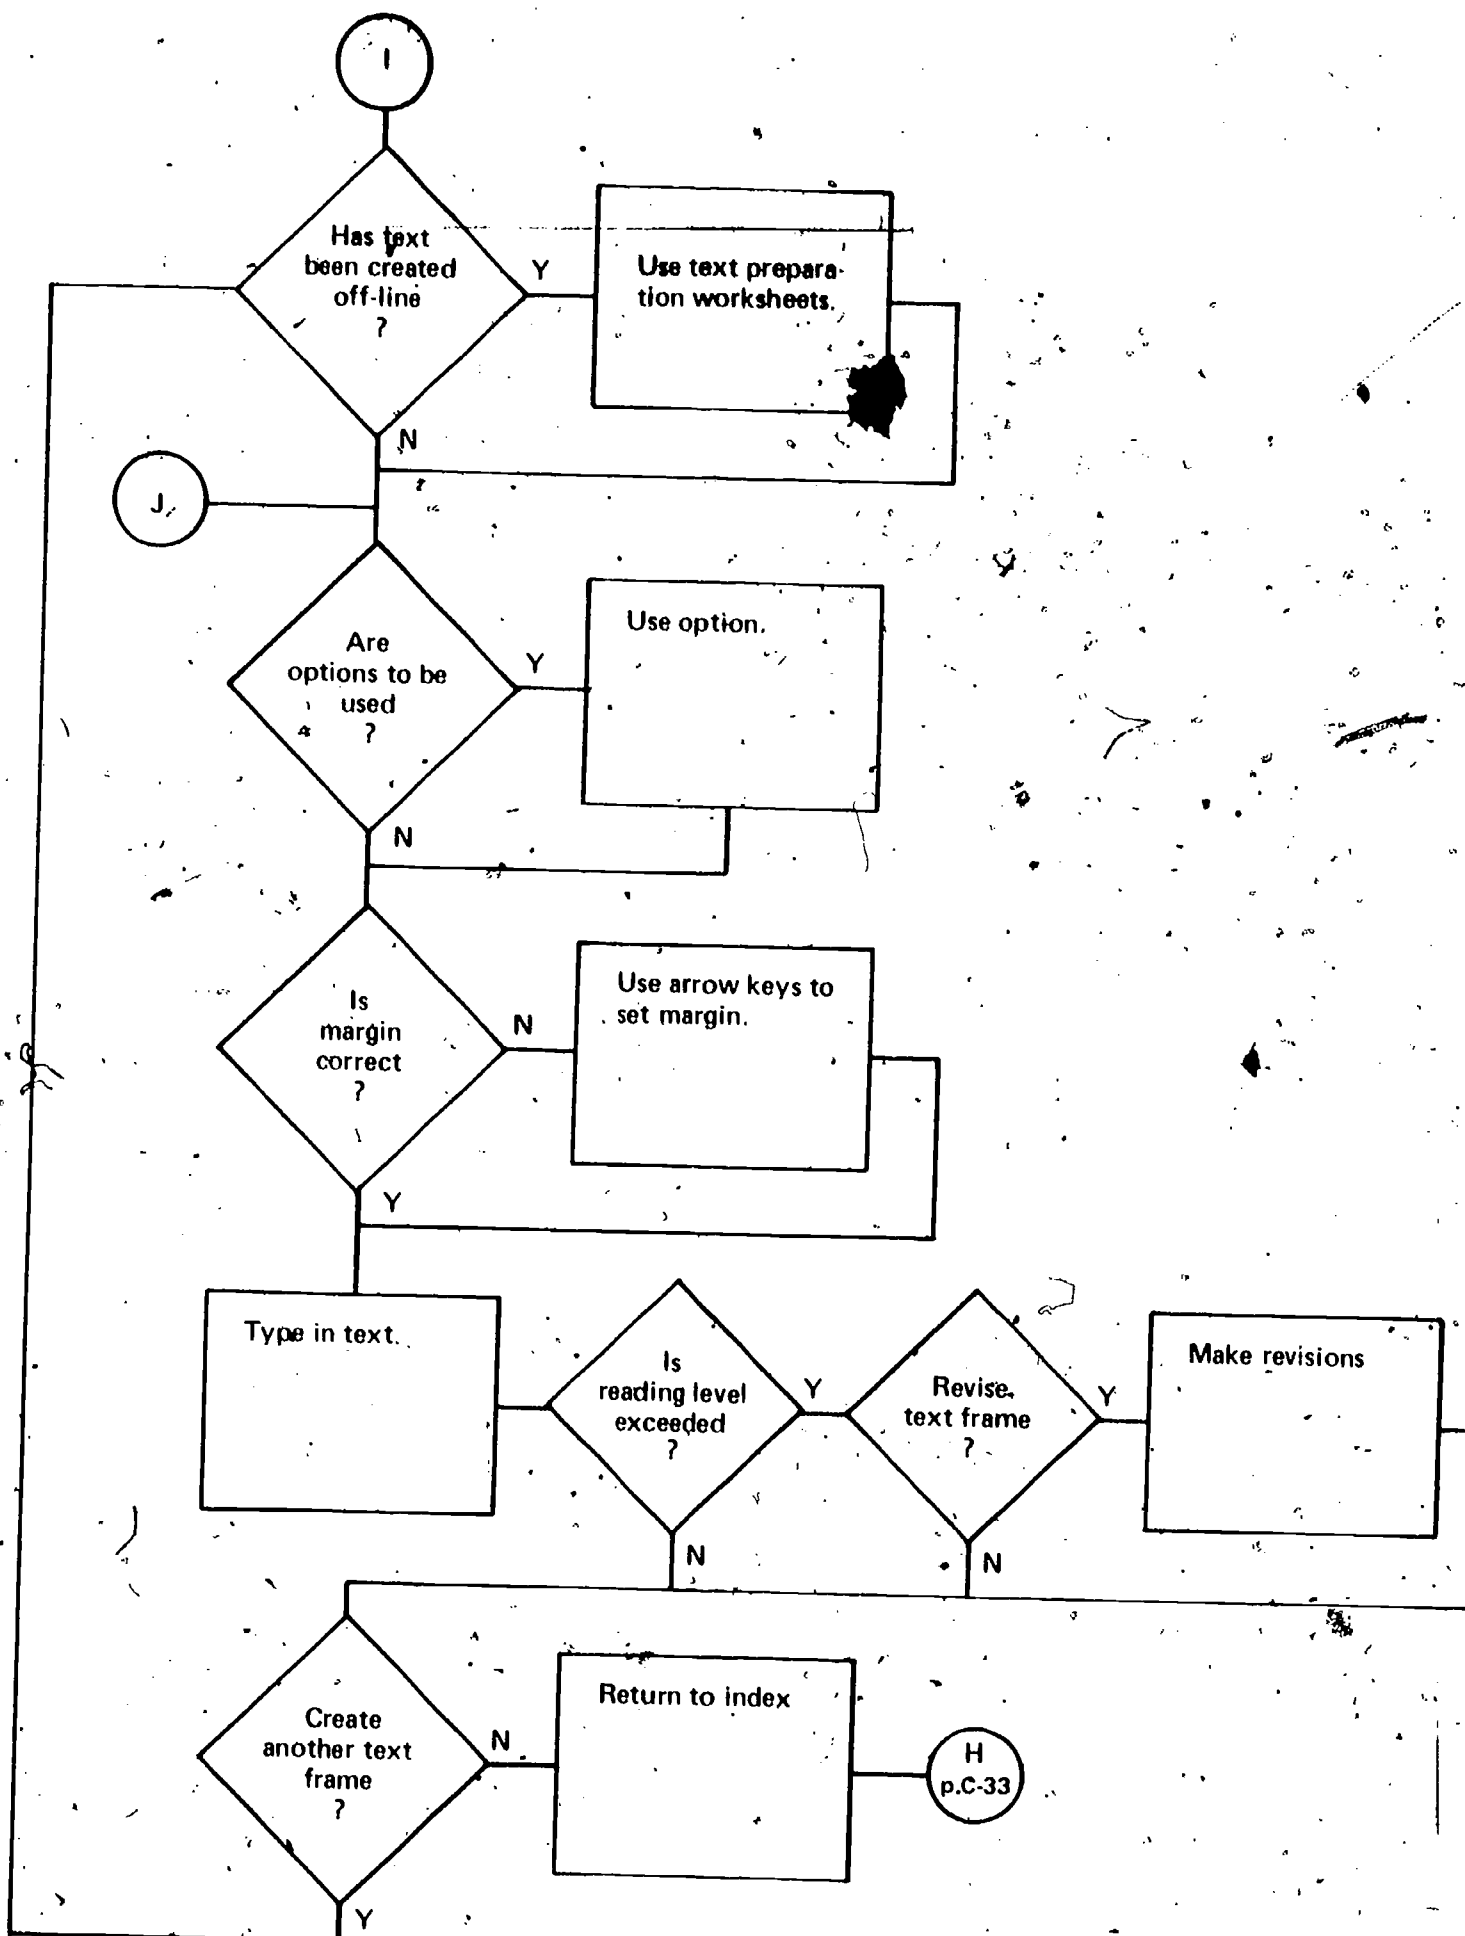 I
Has text
been created
off-line
?
Y
Use text prepara-
tion worksheets.
N
J
Are
options to be
used
?
Y
Use option.
N
Is
margin
correct
?
N
Use arrow keys to
set margin.
Y
Type in text.
Is
reading level
exceeded
?
Y
N
Revise
text frame
?
Y
N
Make revisions
Create
another text
frame
?
N
Return to index
H
p.C-33
Y